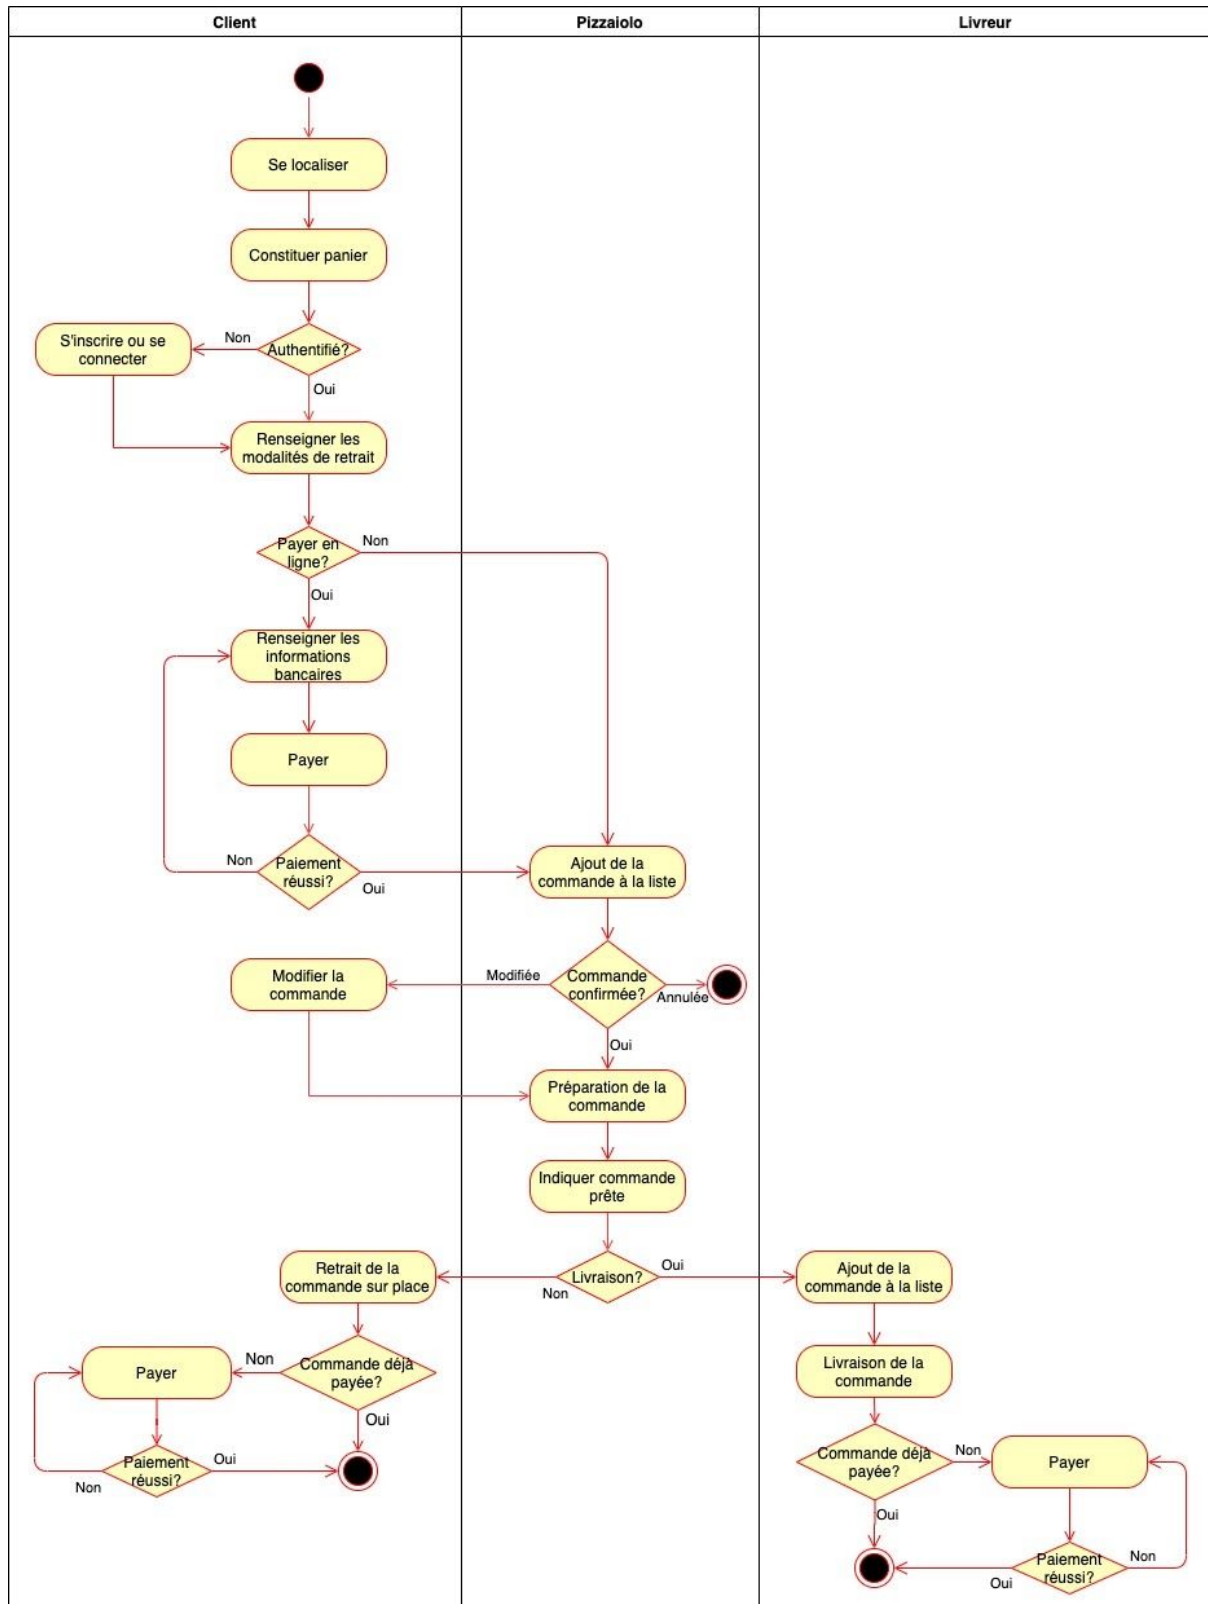 Client
Pizzaiolo
Livreur
Se localiser
Constituer panier
S'inscrire ou se
connecter
Non
Authentifié?
Oui
Renseigner les
modalités de retrait
Payer en
ligne?
Non
Oui
Renseigner les
informations
bancaires
Payer
Non
Paiement
réussi?
Oui
Ajout de la
commande à la liste
Modifier la
commande
Modifiée
Commande
confirmée?
Annulée
Oui
Préparation de la
commande
Indiquer commande
prête
Retrait de la
commande sur place
Non
Livraison?
Oui
Ajout de la
commande à la liste
Payer
Non
Commande déjà
payée?
Oui
Paiement
réussi?
Oui
Non
Livraison de la
commande
Commande déjà
payée?
Non
Payer
Oui
Paiement
réussi?
Non
Oui